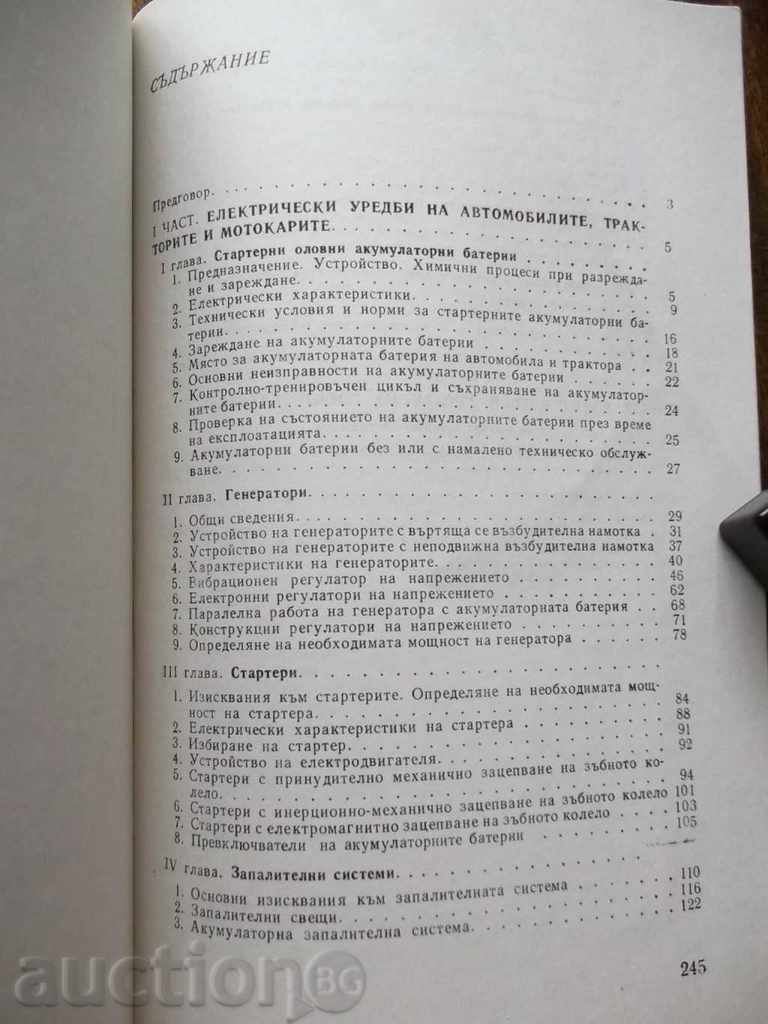 СЪДЪРЖАНИЕ
Предговор. . . . . . . . . . . . . . . . . . . . . . . 3
I ЧАСТ. ЕЛЕКТРИЧЕСКИ УРЕДБИ НА АВТОМОБИЛИТЕ, ТРАК-
ТОРИТЕ И МОТОКАРИТЕ. . . . . . . . . . . . . . . . 5
I глава. Стартерни оловни акумулаторни батерии . . . . . . . .
1. Предназначение. Устройство. Химични процеси при разрежда-
не и зареждане. . . . . . . . . . . . . . . . . . . 5
2. Електрически характеристики. . . . . . . . . . . . . 9
3. Технически условия и норми за стартерните акумулаторни ба-
терии. . . . . . . . . . . . . . . . . . . . . . . 16
4. Зареждане на акумулаторните батерии . . . . . . . . . 18
5. Място за акумулаторната батерия на автомобила и трактора . . 21
6. Основни неизправности на акумулаторните батерии . . . . . 22
7. Контролно-тренировъчен цикъл и съхраняване на акумулатор-
ните батерии. . . . . . . . . . . . . . . . . . . . 24
8. Проверка на състоянието на акумулаторните батерии през време
на експлоатацията. . . . . . . . . . . . . . . . . . 25
9. Акумулаторни батерии без или с намалено техническо обслуж-
ване. . . . . . . . . . . . . . . . . . . . . . . 27
II глава. Генератори. . . . . . . . . . . . . . . . . . . .
1. Общи сведения. . . . . . . . . . . . . . . . . . . 29
2. Устройство на генераторите с въртяща се възбудителна намотка . 31
3. Устройство на генераторите с неподвижна възбудителна намотка 37
4. Характеристики на генераторите. . . . . . . . . . . . 40
5. Вибрационен регулатор на напрежението . . . . . . . . 46
6. Електронни регулатори на напрежението . . . . . . . . 62
7. Паралелна работа на генератора с акумулаторната батерия . . 68
8. Конструкции регулатори на напрежението . . . . . . . . 71
9. Определяне на необходимата мощност на генератора . . . . 78
III глава. Стартери. . . . . . . . . . . . . . . . . . . .
1. Изисквания към стартерите. Определяне на необходимата мощ-
ност на стартера. . . . . . . . . . . . . . . . . . 84
2. Електрически характеристики на стартера . . . . . . . . 88
3. Избиране на стартер. . . . . . . . . . . . . . . . . 91
4. Устройство на електродвигателя. . . . . . . . . . . . 92
5. Стартери с принудително механично зацепване на зъбното ко-
лело. . . . . . . . . . . . . . . . . . . . . . . 94
6. Стартери с инерционно-механично зацепване на зъбното колело 101
7. Стартери с електромагнитно зацепване на зъбното колело . . . 103
8. Превключватели на акумулаторните батерии . . . . . . . 105
IV глава. Запалителни системи. . . . . . . . . . . . . . .
1. Основни изисквания към запалителната система . . . . . . 110
2. Запалителни свещи. . . . . . . . . . . . . . . . . 116
3. Акумулаторна запалителна система. . . . . . . . . . . 122
245
auction BG